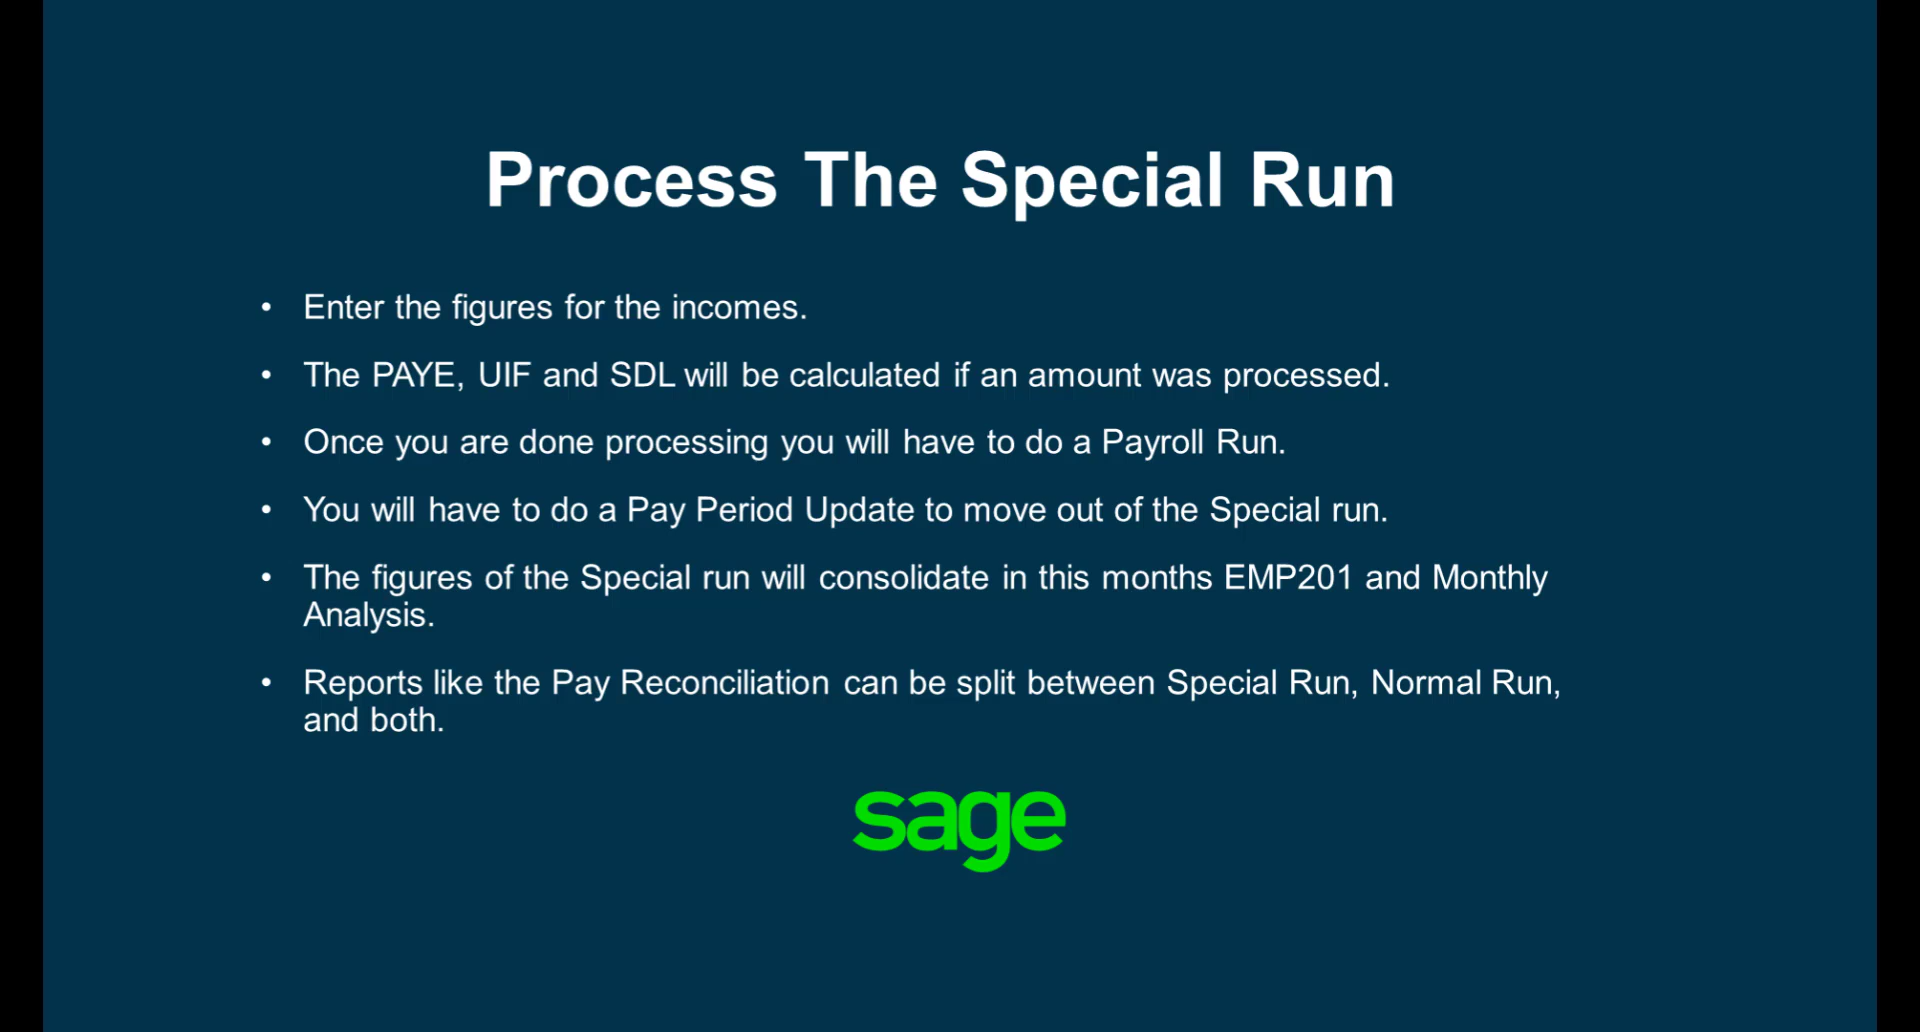 Process The Special Run
• Enter the figures for the incomes.
• The PAYE, UIF and SDL will be calculated if an amount was processed.
• Once you are done processing you will have to do a Payroll Run.
• You will have to do a Pay Period Update to move out of the Special run.
• The figures of the Special run will consolidate in this months EMP201 and Monthly
Analysis.
• Reports like the Pay Reconciliation can be split between Special Run, Normal Run,
and both.
sage